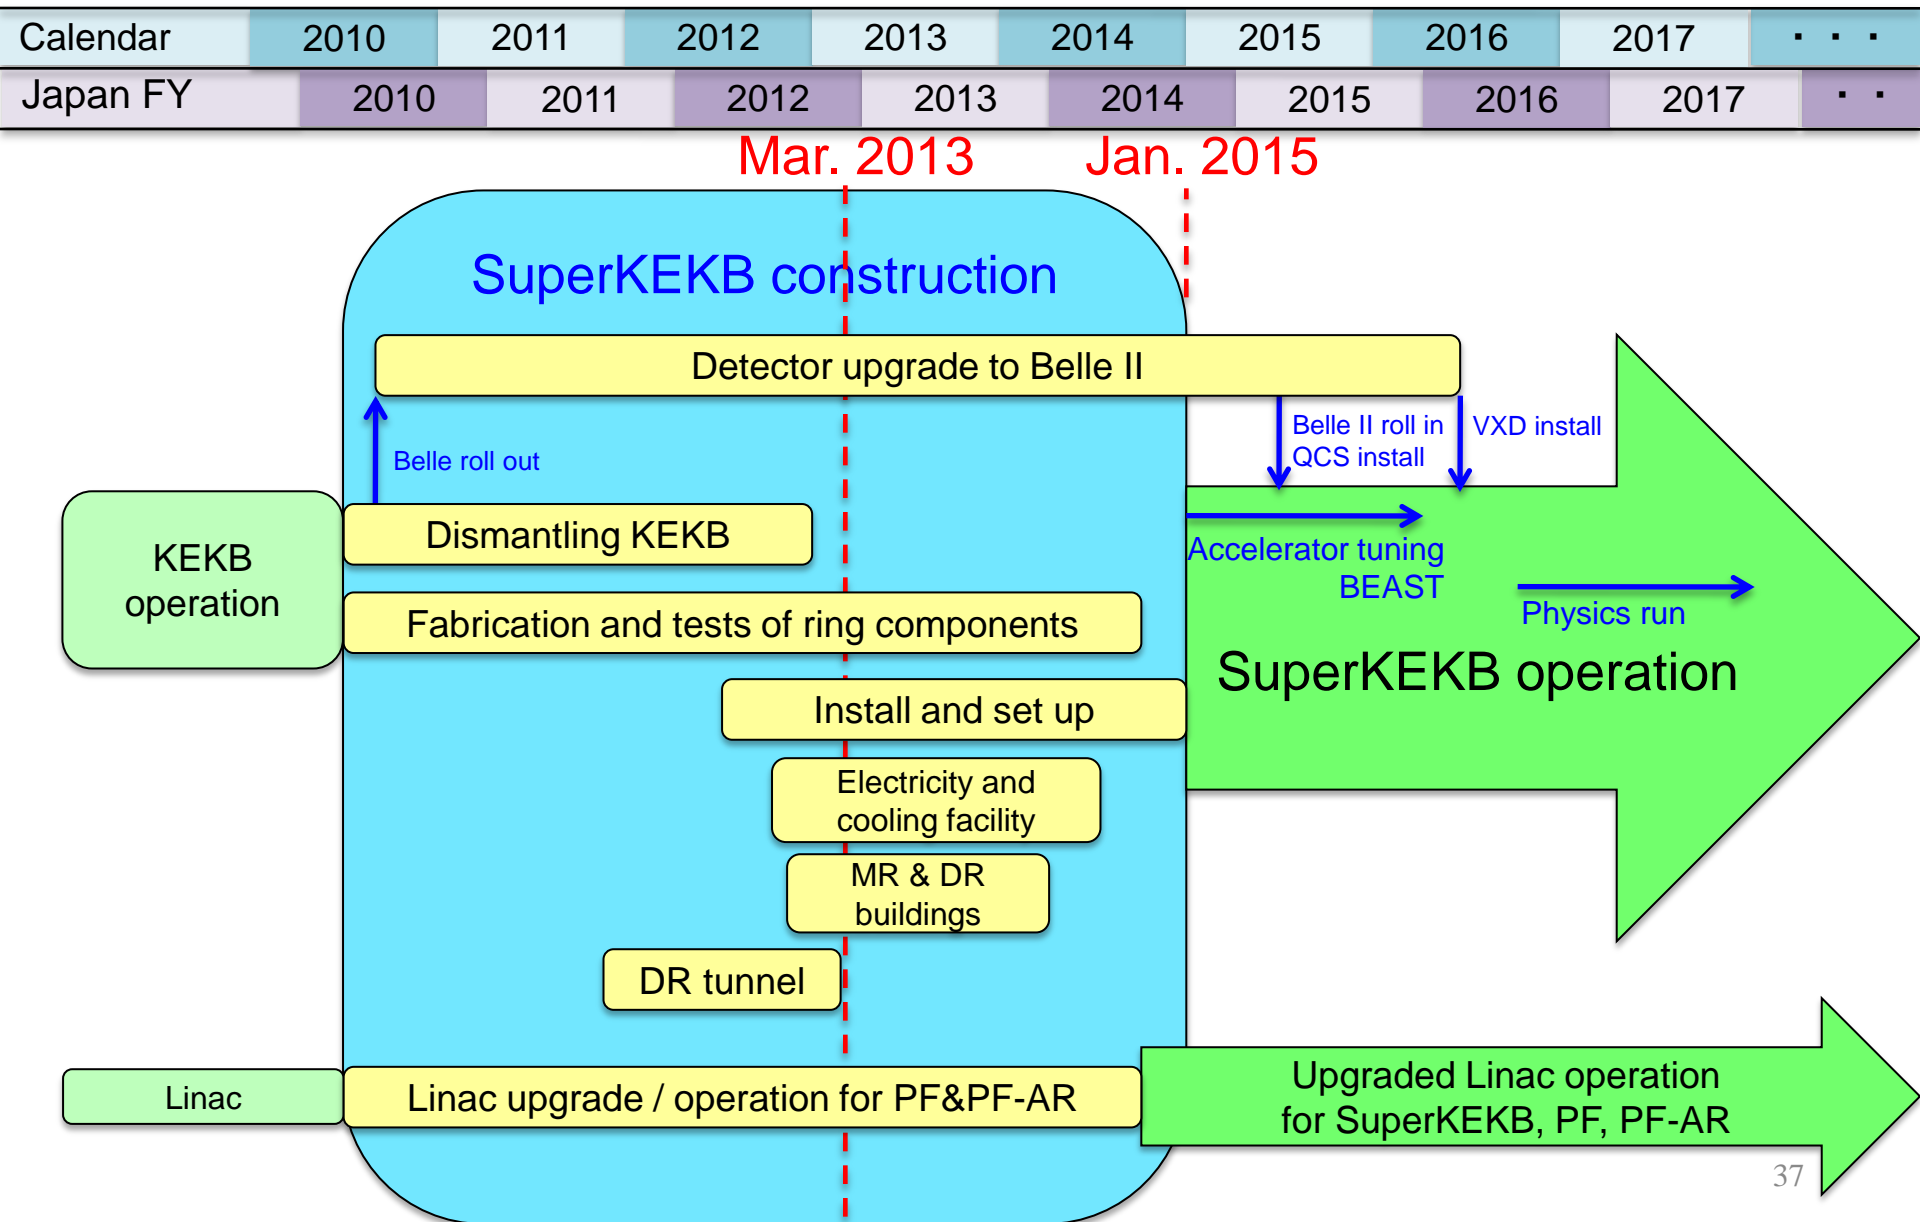 Calendar 2010 2011 2012 2013 2014 2015 2016 2017 · · ·
Japan FY 2010 2011 2012 2013 2014 2015 2016 2017 · ·
Mar. 2013 Jan. 2015
SuperKEKB construction
Detector upgrade to Belle II
Belle roll out
Belle II roll in
QCS install
VXD install
KEKB
operation
Dismantling KEKB
Accelerator tuning
BEAST
Physics run
Fabrication and tests of ring components
SuperKEKB operation
Install and set up
Electricity and
cooling facility
MR & DR
buildings
DR tunnel
Linac
Linac upgrade / operation for PF&PF-AR
Upgraded Linac operation
for SuperKEKB, PF, PF-AR
37